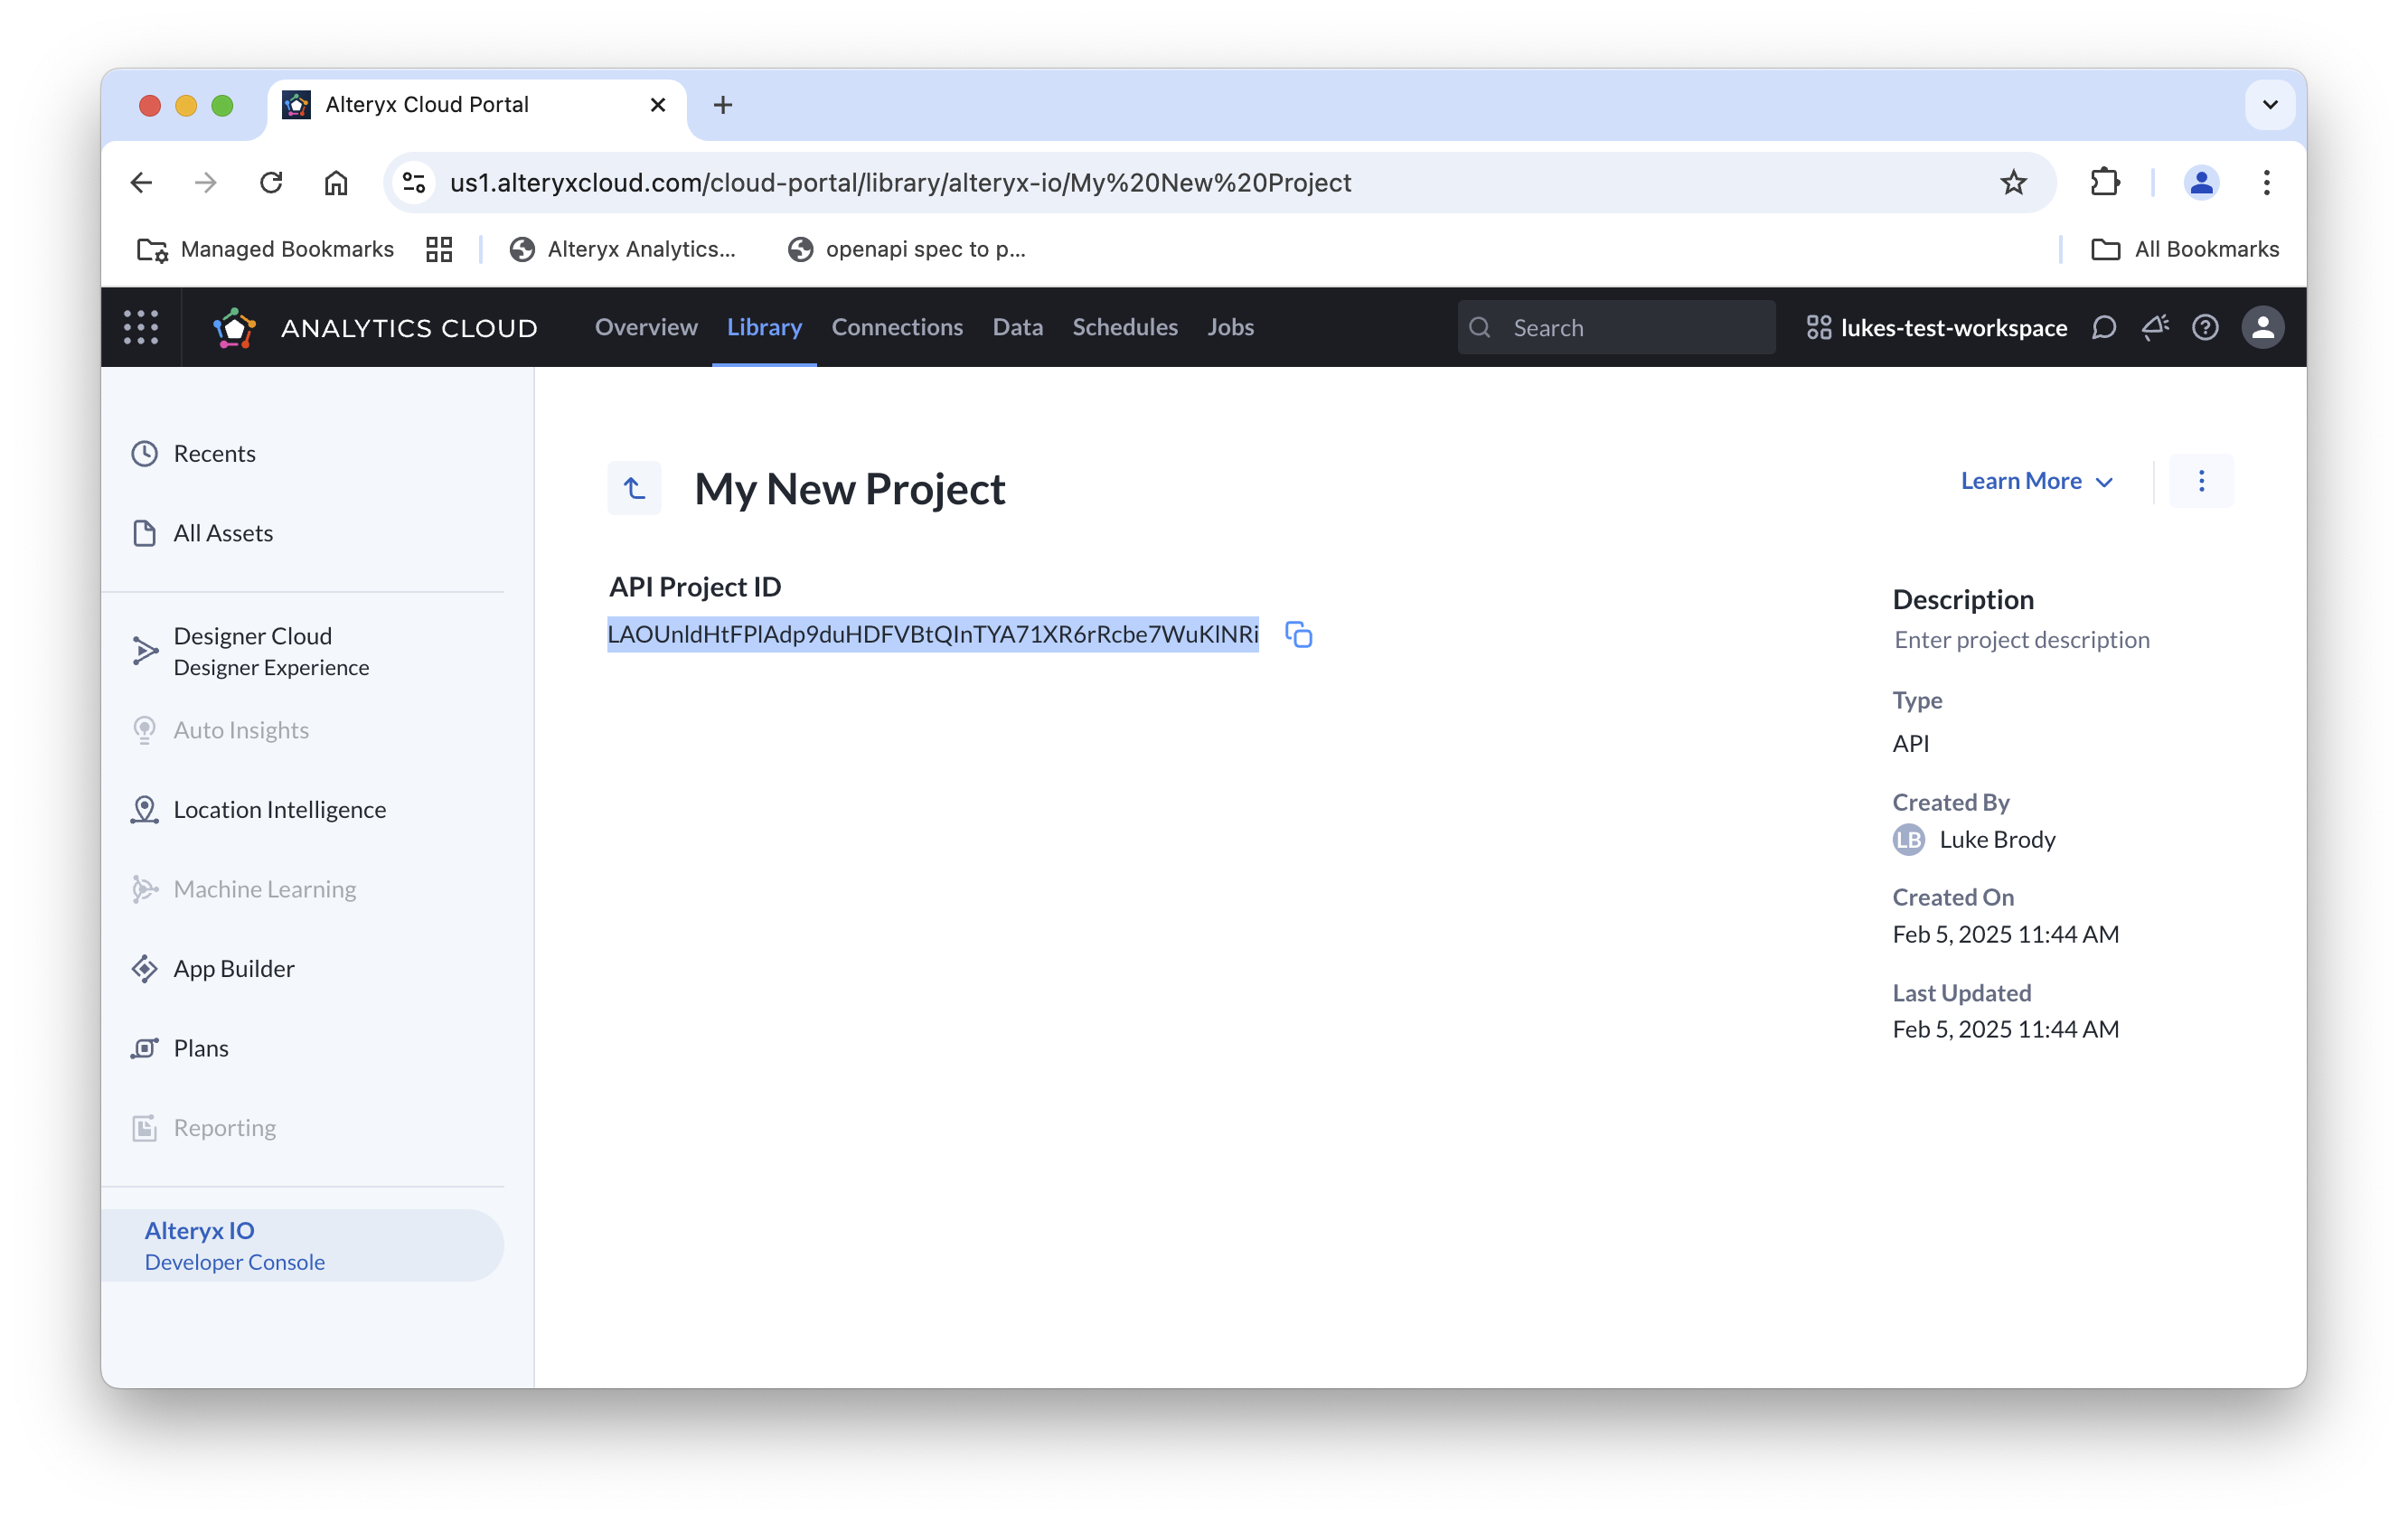 Alteryx Cloud Portal
us1.alteryxcloud.com/cloud-portal/library/alteryx-io/My%20New%20Project
Managed Bookmarks
Alteryx Analytics...
openapi spec to p...
All Bookmarks
ANALYTICS CLOUD
Overview
Library
Connections
Data
Schedules
Jobs
Search
lukes-test-workspace
Recents
All Assets
Designer Cloud
Designer Experience
Auto Insights
Location Intelligence
Machine Learning
App Builder
Plans
Reporting
Alteryx IO
Developer Console
My New Project
Learn More
API Project ID
LAOUnldHtFPlAdp9duHDFVBtQInTYA71XR6rRcbe7WuKlNRi
Description
Enter project description
Type
API
Created By
LB Luke Brody
Created On
Feb 5, 2025 11:44 AM
Last Updated
Feb 5, 2025 11:44 AM